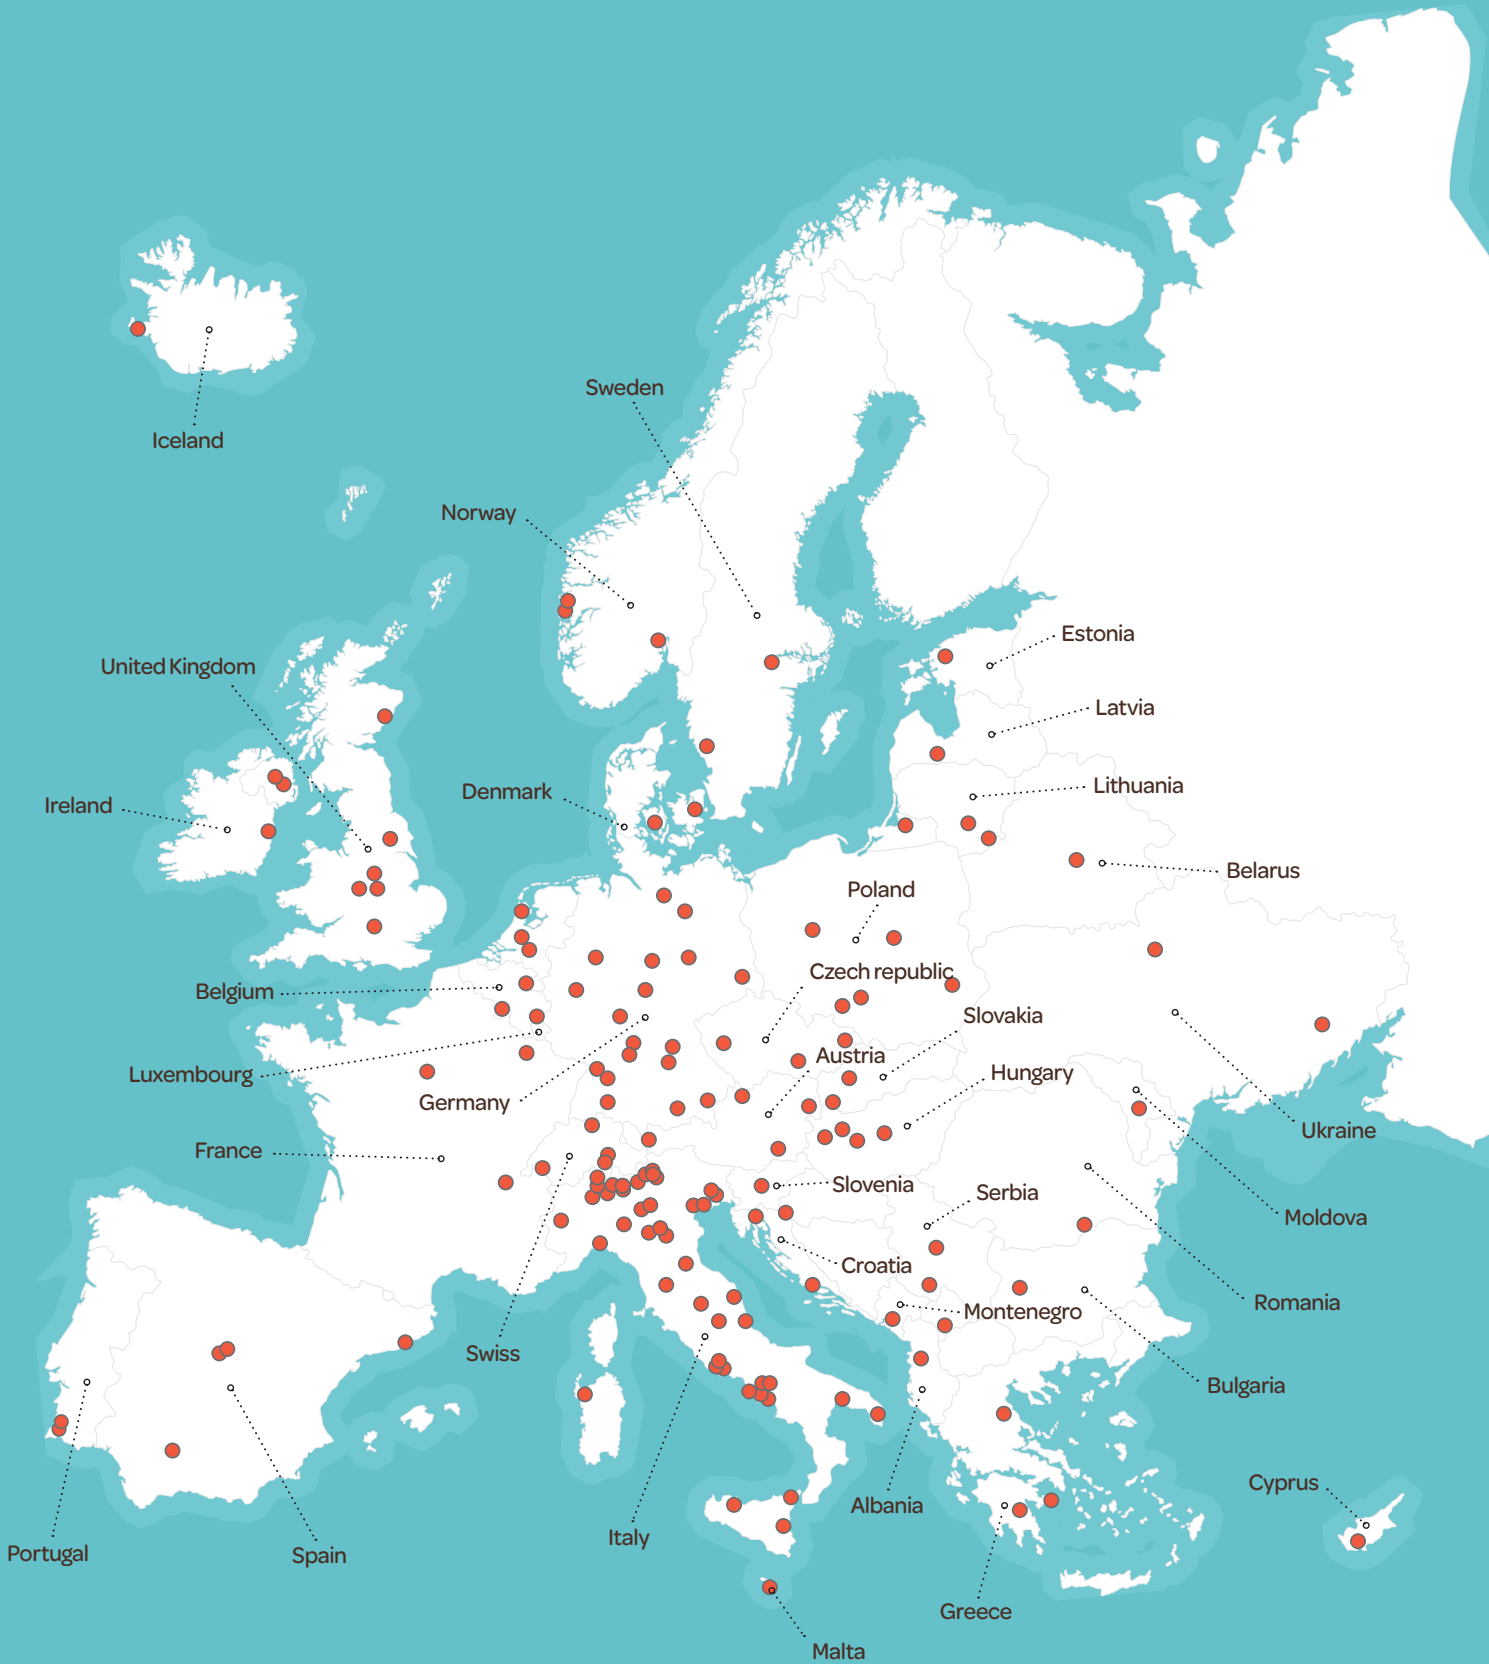 Sweden
Iceland
Norway
Estonia
United Kingdom
Latvia
Lithuania
Denmark
Ireland
Belarus
Poland
Czech republic
Belgium
Slovakia
Austria
Luxembourg
Hungary
Germany
Ukraine
France
Slovenia
Serbia
Moldova
Croatia
Romania
Montenegro
Swiss
Bulgaria
Cyprus
Albania
Italy
Portugal
Spain
Greece
Malta